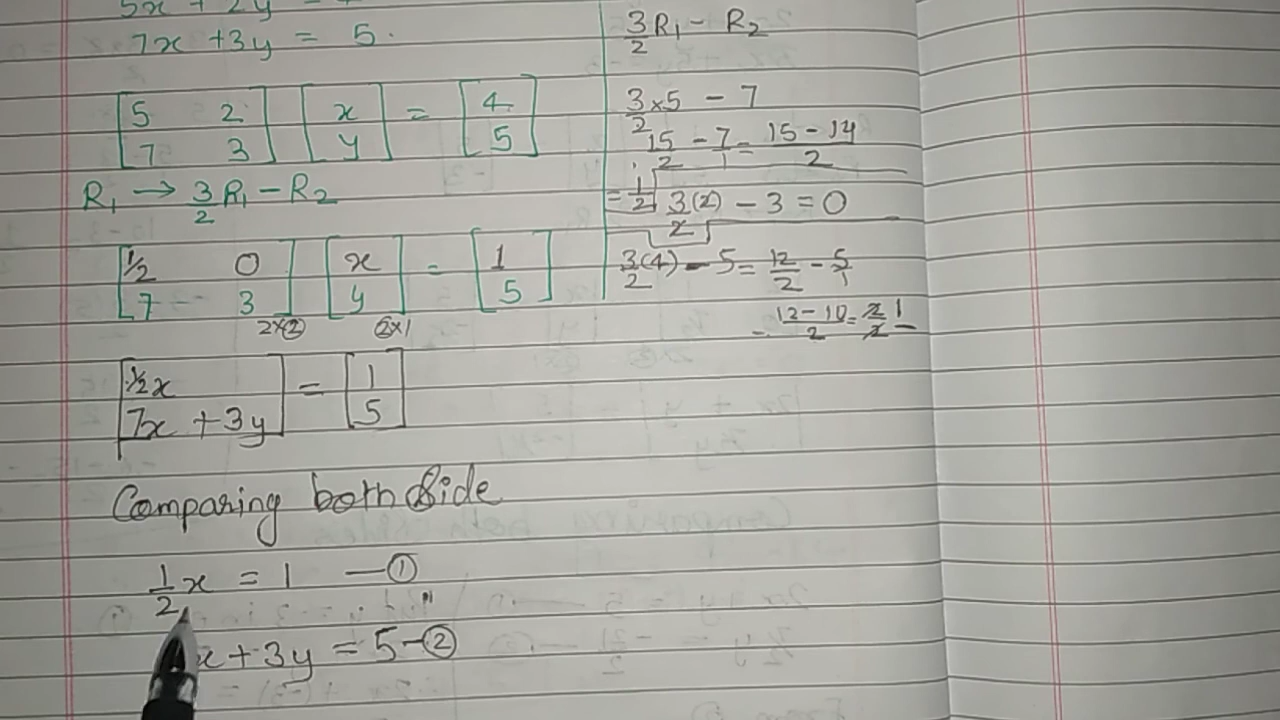 5x + 2y = 4
7x + 3y = 5.
[5 2] [x] = [4]
[7 3] [y] [5]
R₁ → 3/2 R₁ - R₂
[1/2 0] [x] = [1]
[7 3] [y] [5]
2×2 2×1
[1/2x] = [1]
[7x + 3y] [5]
Comparing both Side
1/2 x = 1 —①
x + 3y = 5 -②
3/2 R₁ - R₂
3/2 × 5 - 7
15/2 - 7/1 = 15 - 14 / 2
= 1/2
3(2)/2 - 3 = 0
3/2 (4) - 5 = 12/2 - 5/1
= 12 - 10 / 2 = 2/2 1